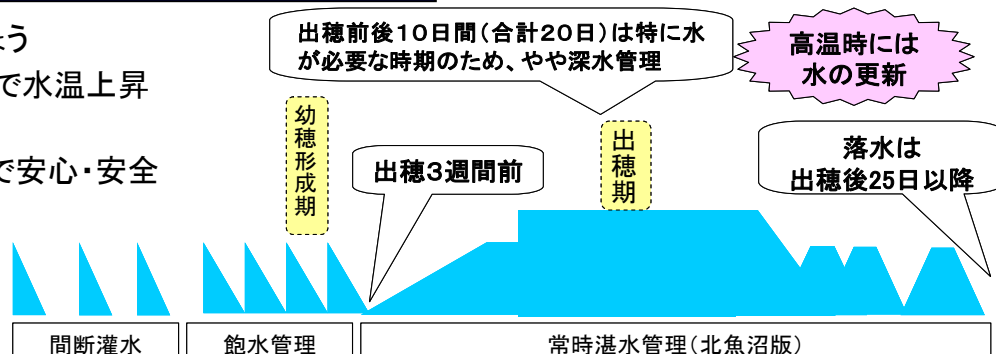 ょう
で水温上昇
で安心・安全
出穂前後10日間(合計20日)は特に水
が必要な時期のため、やや深水管理
高温時には
水の更新
幼穂形成期
出穂3週間前
出穂期
落水は
出穂後25日以降
間断灌水
飽水管理
常時湛水管理(北魚沼版)